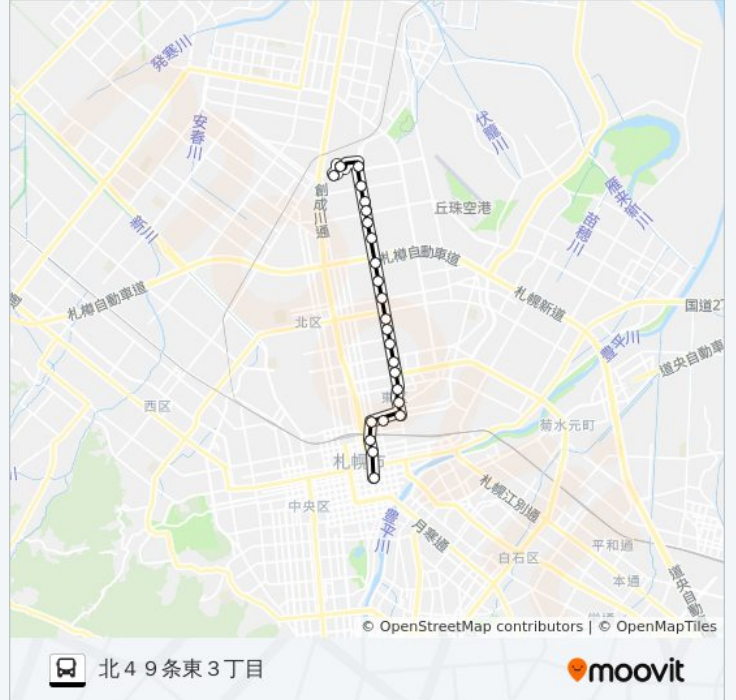 発寒川
安春川
伏籠川
雁来新川
苗穂川
創成川通
丘珠空港
新川
札樽自動車道
札幌新道
札樽自動車道
国道27
北区
豊平川
道央自動車
西区
菊水元町
札幌市
札幌江別通
中央区
豊平川
月寒通
平和通
白石区
本通
道央自動
© OpenStreetMap contributors | © OpenMapTiles
北４９条東３丁目
moovit